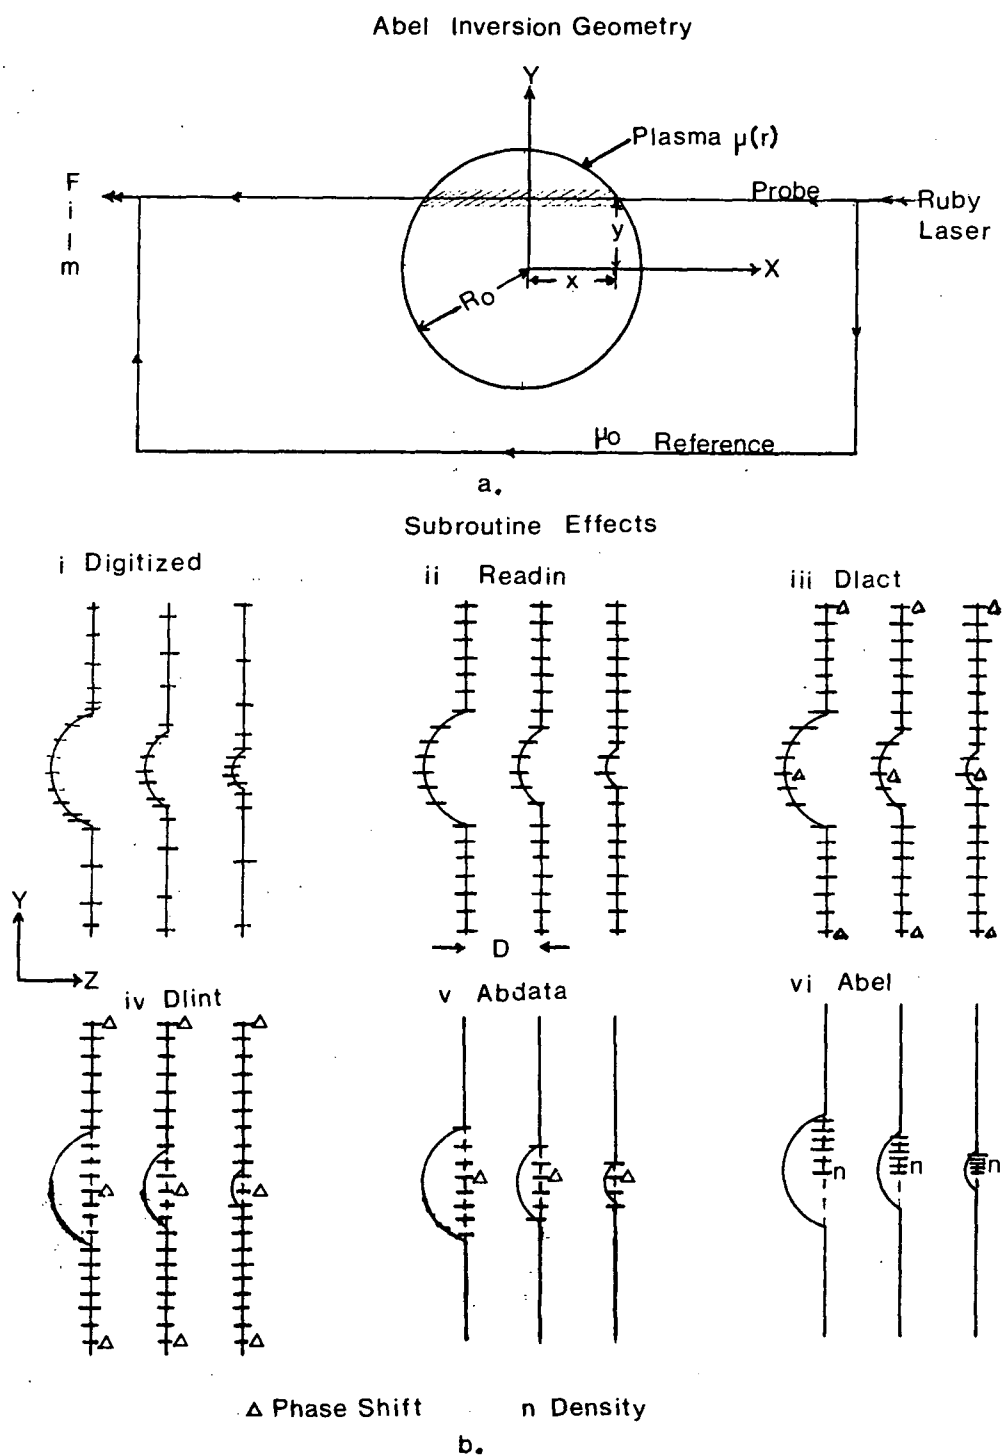 Abel Inversion Geometry
Y
Plasma μ(r)
Film
Probe
Ruby Laser
y
x
X
Ro
μo Reference
a.
Subroutine Effects
i Digitized
ii Readin
iii Dlact
Δ Δ Δ
Δ Δ Δ
Δ Δ Δ
D
Y
Z
iv Dlint
v Abdata
vi Abel
Δ Δ Δ
Δ Δ Δ
Δ Δ Δ
n n n
Δ Δ Δ
Δ Phase Shift n Density
b.